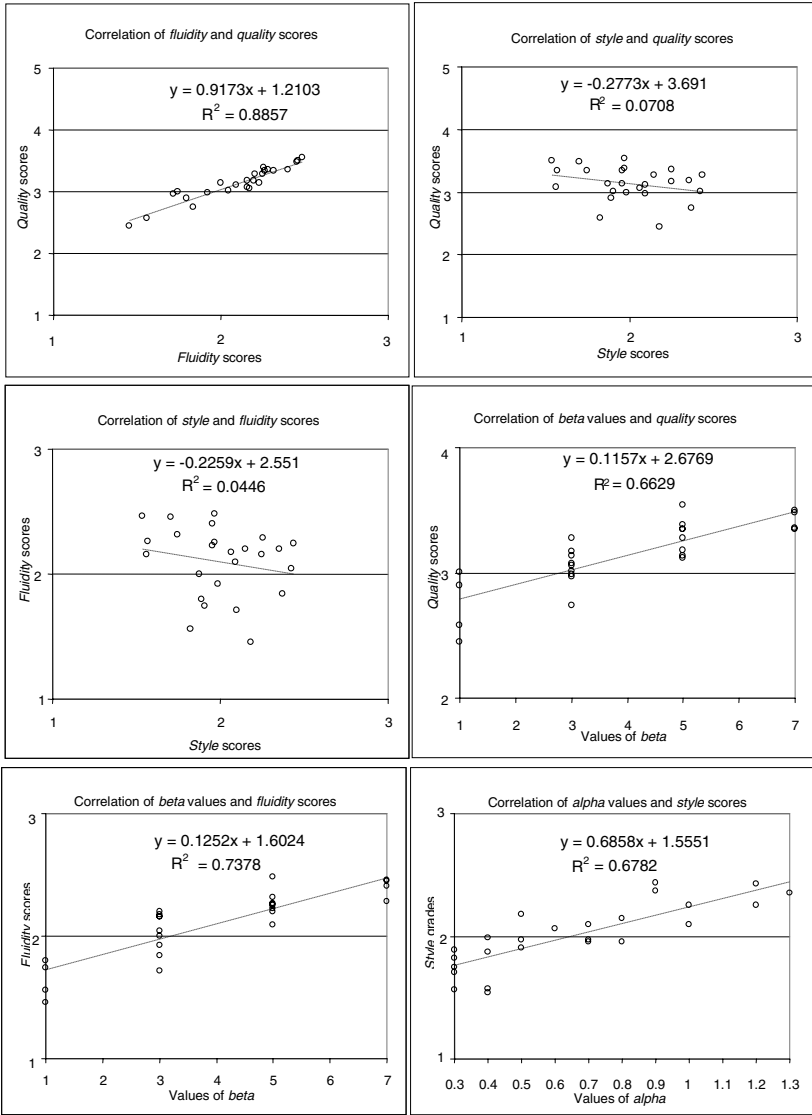 Correlation of fluidity and quality scores
y = 0.9173x + 1.2103
R² = 0.8857
Quality scores
5
4
3
2
1
1 2 3
Fluidity scores
Correlation of style and quality scores
y = -0.2773x + 3.691
R² = 0.0708
Quality scores
5
4
3
2
1
1 2 3
Style scores
Correlation of style and fluidity scores
y = -0.2259x + 2.551
R² = 0.0446
Fluidity scores
3
2
1
1 2 3
Style scores
Correlation of beta values and quality scores
y = 0.1157x + 2.6769
R² = 0.6629
Quality scores
4
3
2
1 2 3 4 5 6 7
Values of beta
Correlation of beta values and fluidity scores
y = 0.1252x + 1.6024
R² = 0.7378
Fluidity scores
3
2
1
1 2 3 4 5 6 7
Values of beta
Correlation of alpha values and style scores
y = 0.6858x + 1.5551
R² = 0.6782
Style grades
3
2
1
0.3 0.4 0.5 0.6 0.7 0.8 0.9 1 1.2 1.3
Values of alpha